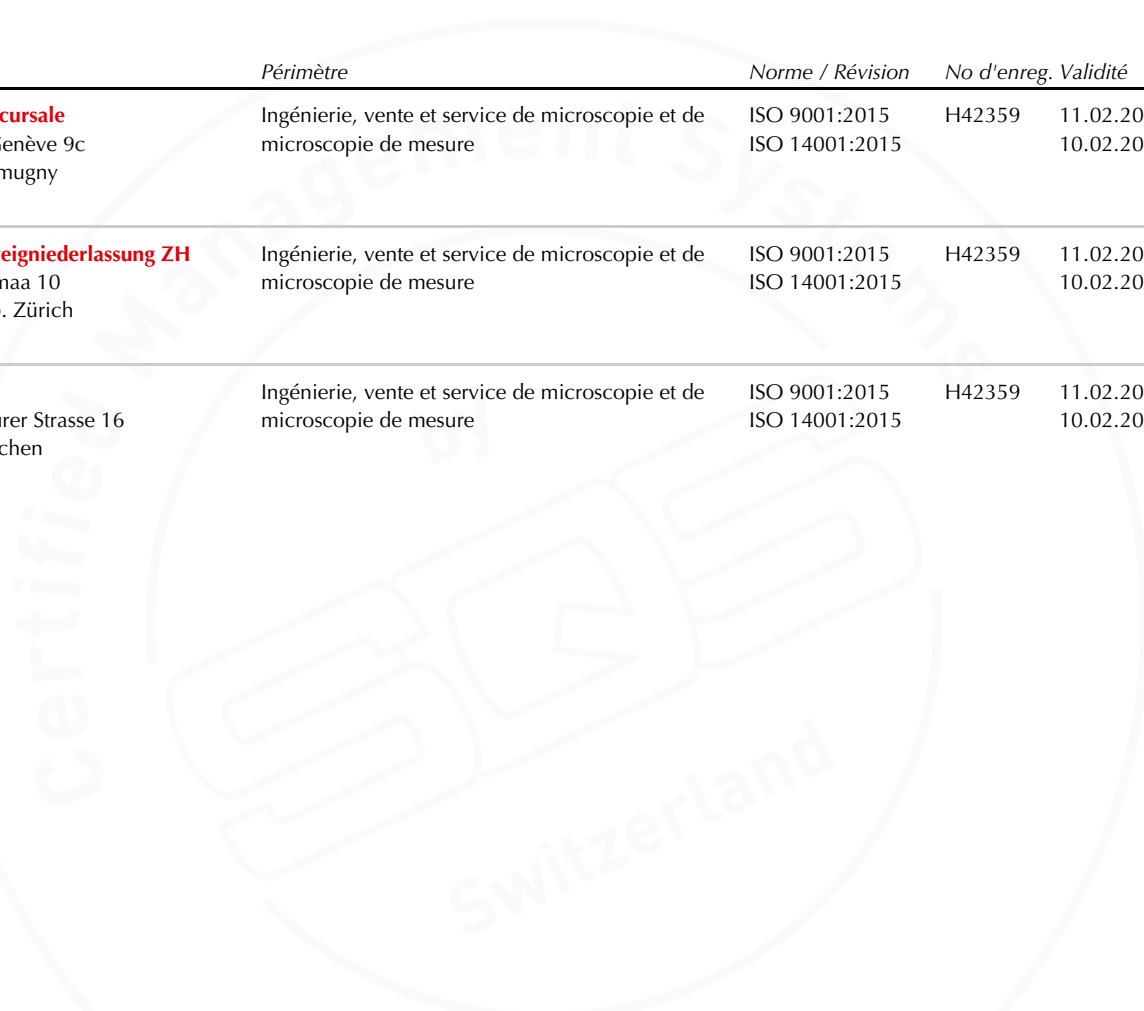 Périmètre Norme / Révision No d'enreg. Validité
cursale Ingénierie, vente et service de microscopie et de ISO 9001:2015 H42359 11.02.20
Genève 9c microscopie de mesure ISO 14001:2015 10.02.20
mugny
eigniederlassung ZH Ingénierie, vente et service de microscopie et de ISO 9001:2015 H42359 11.02.20
maa 10 microscopie de mesure ISO 14001:2015 10.02.20
. Zürich
Ingénierie, vente et service de microscopie et de ISO 9001:2015 H42359 11.02.20
urer Strasse 16 microscopie de mesure ISO 14001:2015 10.02.20
chen
Certified Management Systems
by
SQS
Switzerland